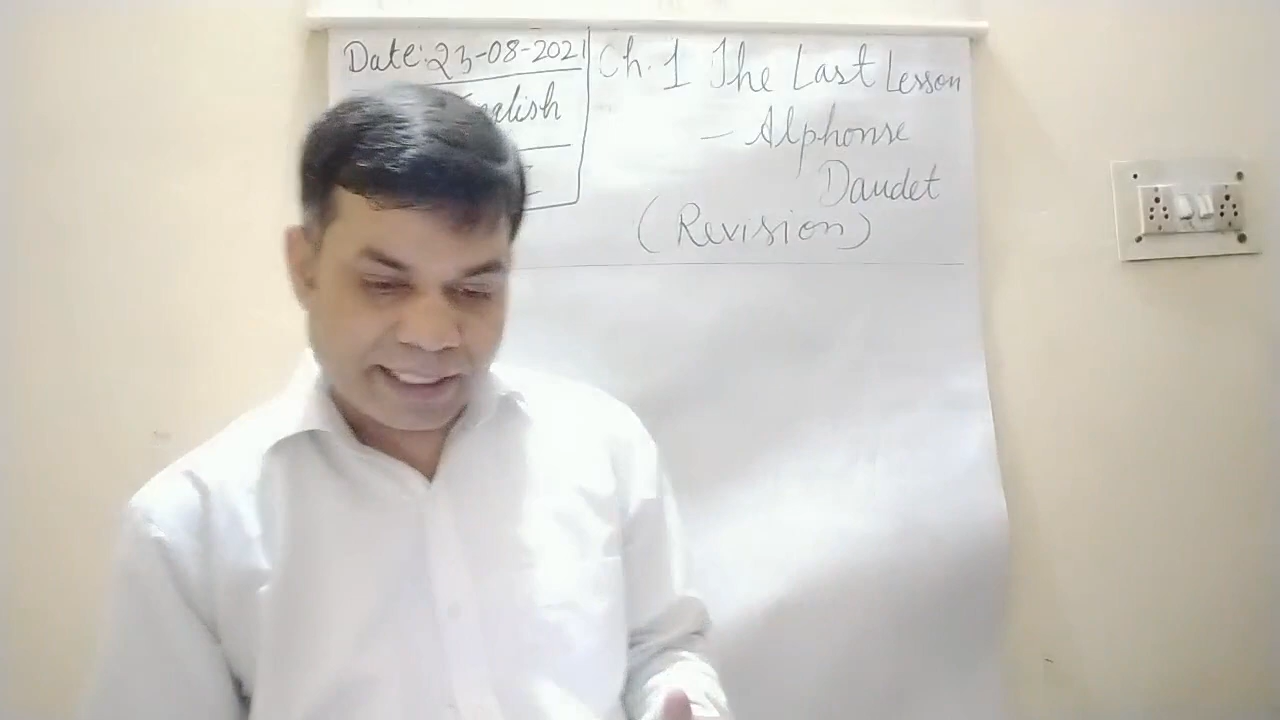 Date: 23-08-2021
Ch. 1 The Last Lesson
– Alphonse
Daudet
(Revision)